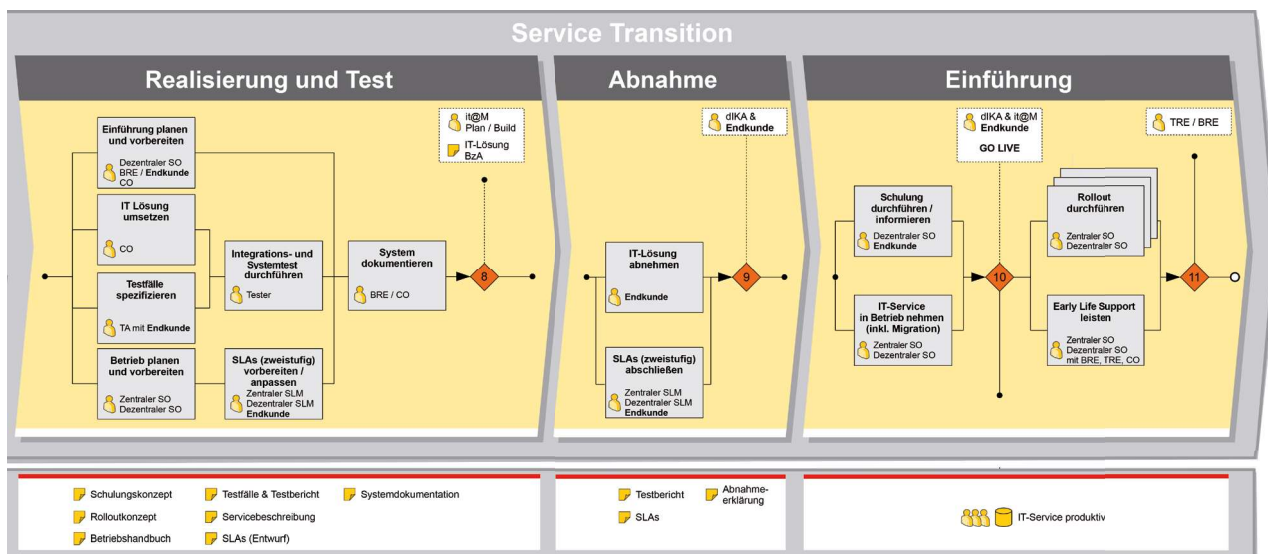 Service Transition
Realisierung und Test
Einführung planen
und vorbereiten
Dezentraler SO
BRE / Endkunde
CO
IT Lösung
umsetzen
CO
Testfälle
spezifizieren
TA mit Endkunde
Betrieb planen
und vorbereiten
Zentraler SO
Dezentraler SO
Integrations- und
Systemtest
durchführen
Tester
SLAs (zweistufig)
vorbereiten /
anpassen
Zentraler SLM
Dezentraler SLM
Endkunde
System
dokumentieren
BRE / CO
it@M
Plan / Build
IT-Lösung
BzA
8
Abnahme
dIKA &
Endkunde
IT-Lösung
abnehmen
Endkunde
SLAs (zweistufig)
abschließen
Zentraler SLM
Dezentraler SLM
Endkunde
9
Einführung
Schulung
durchführen /
informieren
Dezentraler SO
Endkunde
IT-Service
in Betrieb nehmen
(inkl. Migration)
Zentraler SO
Dezentraler SO
dIKA & it@M
Endkunde
GO LIVE
10
Rollout
durchführen
Zentraler SO
Dezentraler SO
Early Life Support
leisten
Zentraler SO
Dezentraler SO
mit BRE, TRE, CO
TRE / BRE
11
Schulungskonzept
Rolloutkonzept
Betriebshandbuch
Testfälle & Testbericht
Servicebeschreibung
SLAs (Entwurf)
Systemdokumentation
Testbericht
SLAs
Abnahme-
erklärung
IT-Service produktiv